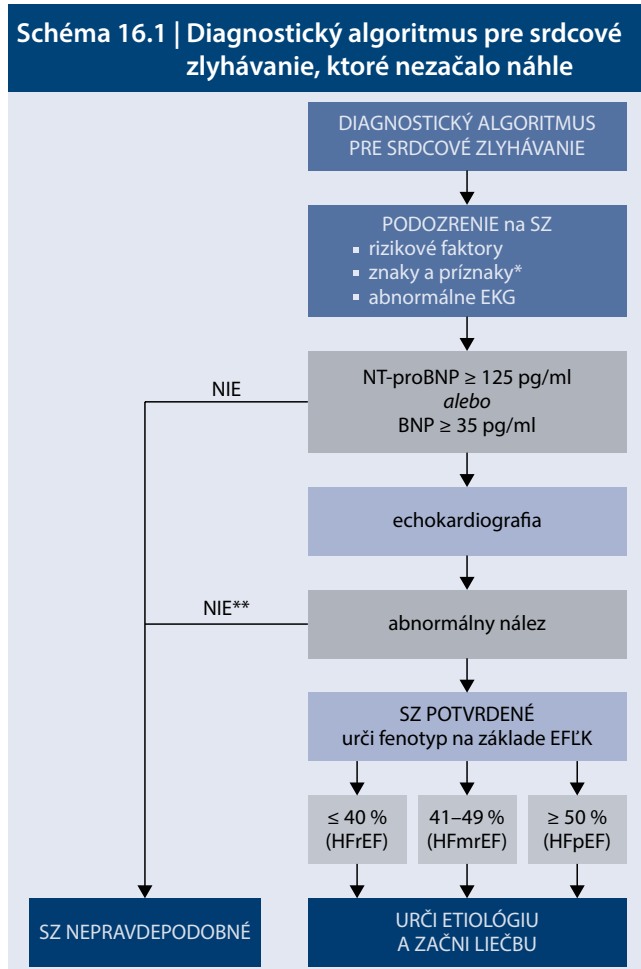 Schéma 16.1 | Diagnostický algoritmus pre srdcové
zlyhávanie, ktoré nezačalo náhle
DIAGNOSTICKÝ ALGORITMUS
PRE SRDCOVÉ ZLYHÁVANIE
PODOZRENIE na SZ
▪ rizikové faktory
▪ znaky a príznaky*
▪ abnormálne EKG
NIE
NT-proBNP ≥ 125 pg/ml
alebo
BNP ≥ 35 pg/ml
echokardiografia
NIE**
abnormálny nález
SZ POTVRDENÉ
urči fenotyp na základe EFĽK
≤ 40 %
(HFrEF)
41–49 %
(HFmrEF)
≥ 50 %
(HFpEF)
SZ NEPRAVDEPODOBNÉ
URČI ETIOLÓGIU
A ZAČNI LIEČBU